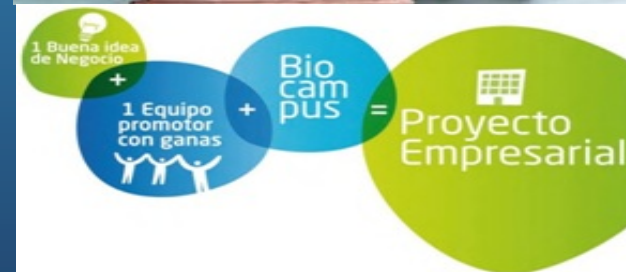 1 Buena idea
de Negocio
+
1 Equipo
promotor
con ganas
+
Bio
cam
pus
=
Proyecto
Empresarial